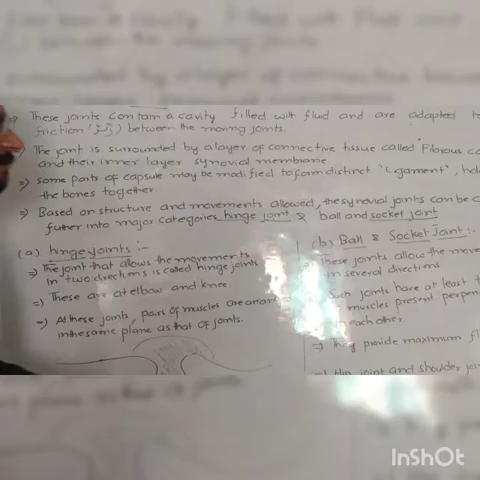 These joints contain a cavity filled with fluid and are adapted to
friction between the moving joints.
=> The joint is surrounded by a layer of connective tissue called Fibrous
and their inner layer synovial membrane.
=> Some parts of capsule may be modified to form distinct "Ligament",
the bones together
=> Based on structure and movements allowed, the synovial joints can be
futher into major categories hinge joint & ball and socket joint
(a) hinge joints :-
=> The joint that allows the movements
in two directions is called hinge joints
=> These are at elbow and knee.
=> At these joints, pairs of muscles are
in the same plane as that of joints.
(b) Ball & Socket Joint :-
These joints allow the
in several directions
Such joints have at least
muscles present
each other.
=> They provide maximum
Hip joint and shoulder
InShOt